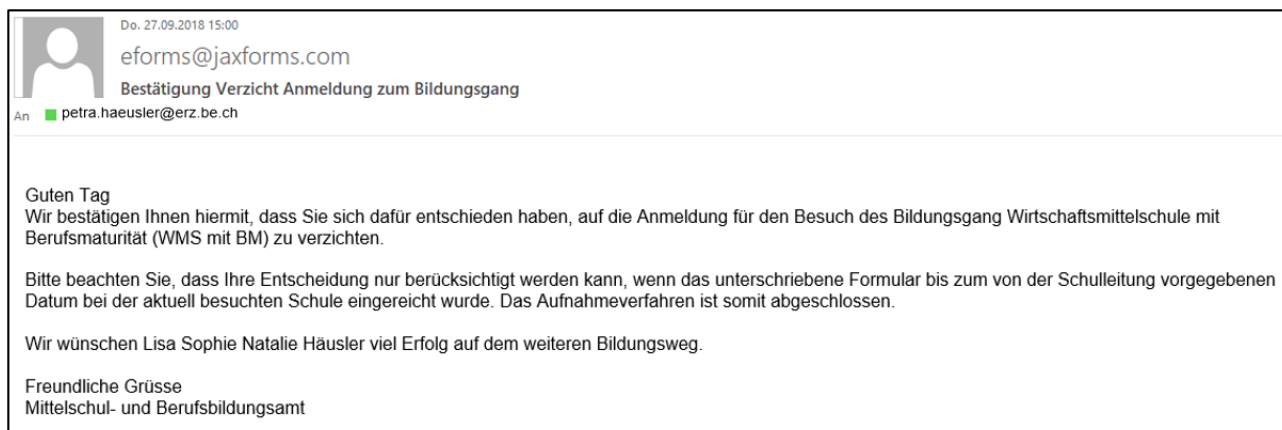 Do. 27.09.2018 15:00
eforms@jaxforms.com
Bestätigung Verzicht Anmeldung zum Bildungsgang
An petra.haeusler@erz.be.ch
Guten Tag
Wir bestätigen Ihnen hiermit, dass Sie sich dafür entschieden haben, auf die Anmeldung für den Besuch des Bildungsgang Wirtschaftsmittelschule mit
Berufsmaturität (WMS mit BM) zu verzichten.
Bitte beachten Sie, dass Ihre Entscheidung nur berücksichtigt werden kann, wenn das unterschriebene Formular bis zum von der Schulleitung vorgegebenen
Datum bei der aktuell besuchten Schule eingereicht wurde. Das Aufnahmeverfahren ist somit abgeschlossen.
Wir wünschen Lisa Sophie Natalie Häusler viel Erfolg auf dem weiteren Bildungsweg.
Freundliche Grüsse
Mittelschul- und Berufsbildungsamt